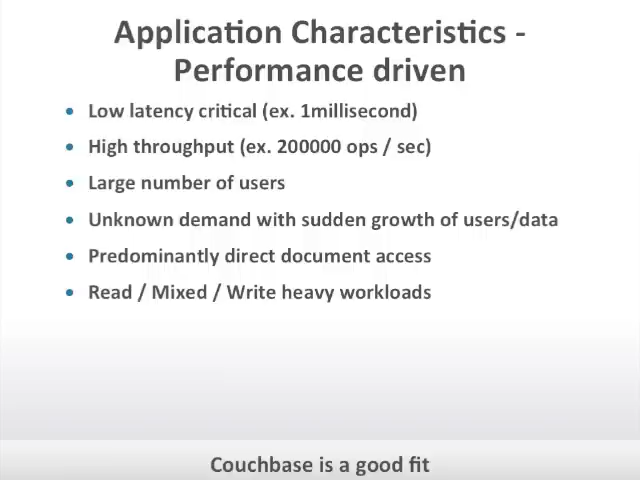 Application Characteristics -
Performance driven
• Low latency critical (ex. 1millisecond)
• High throughput (ex. 200000 ops / sec)
• Large number of users
• Unknown demand with sudden growth of users/data
• Predominantly direct document access
• Read / Mixed / Write heavy workloads
Couchbase is a good fit